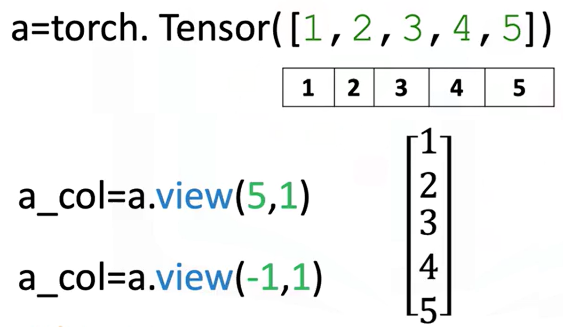 a=torch. Tensor([1,2,3,4,5])
1 2 3 4 5
1
a_col=a.view(5,1)
2
3
a_col=a.view(-1,1)
4
5